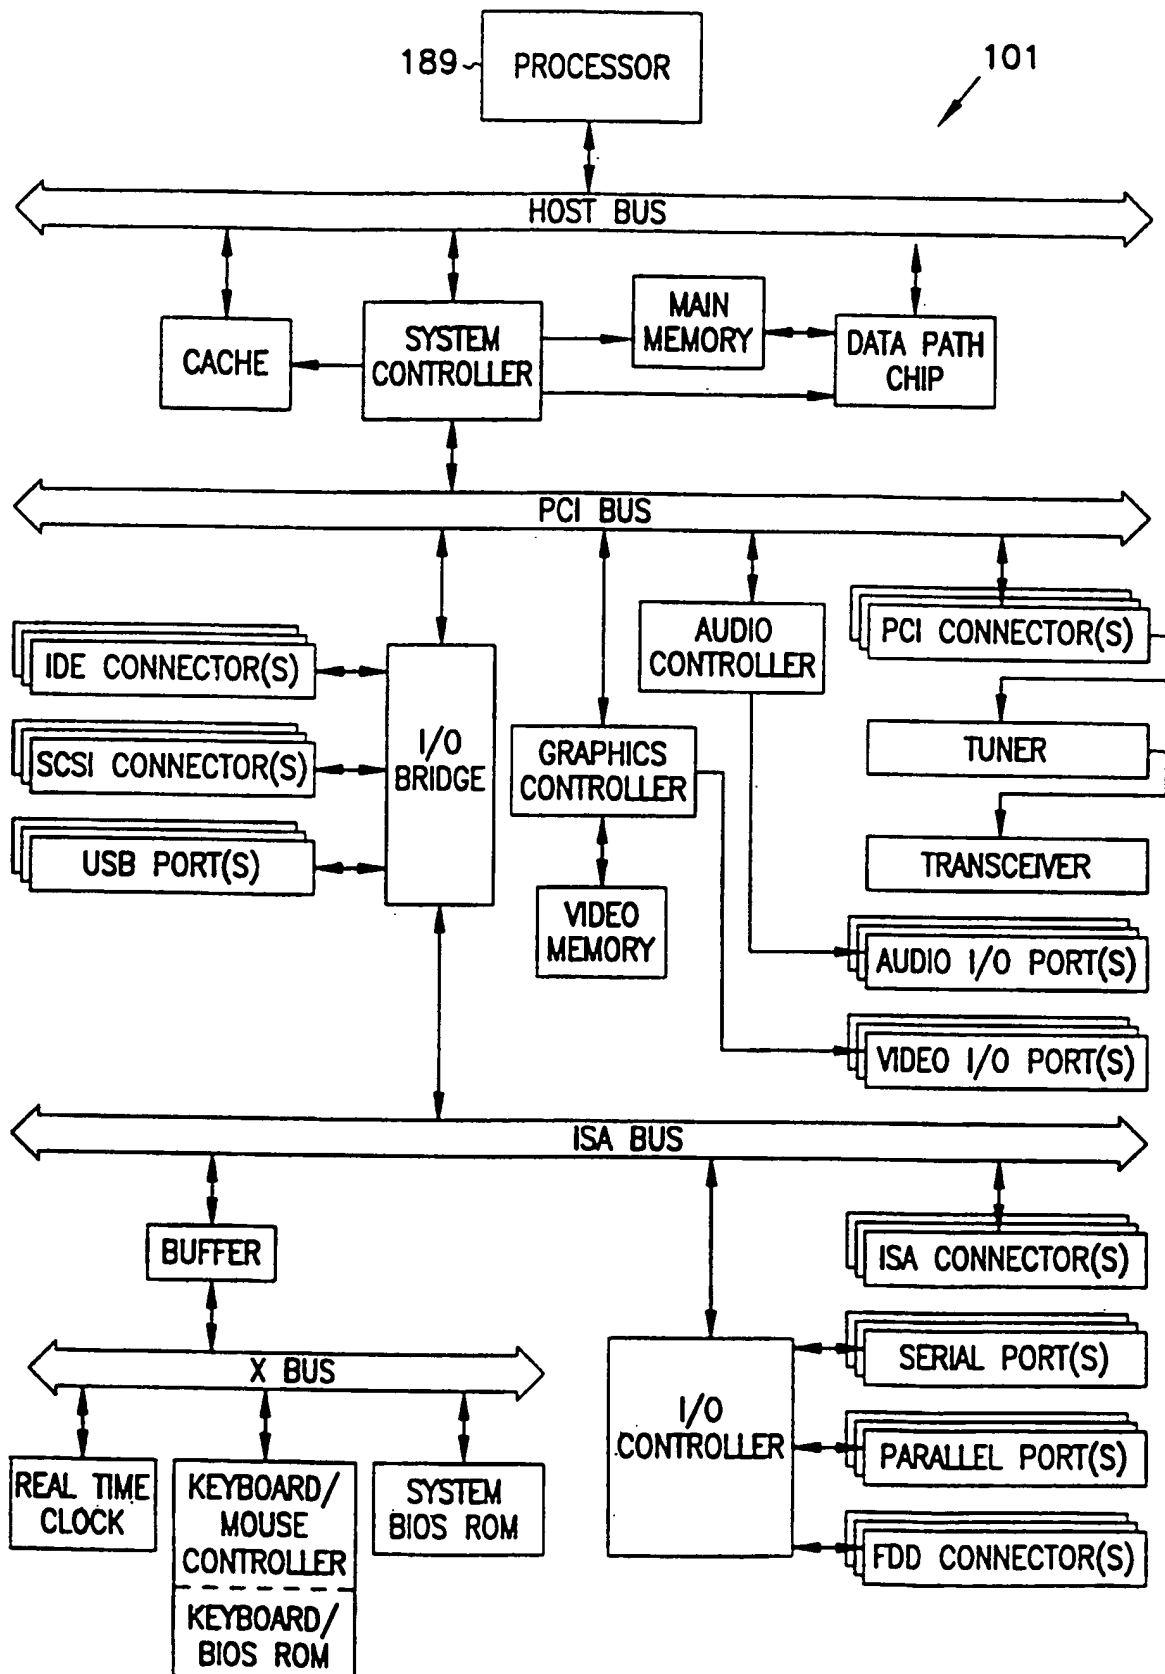 189
PROCESSOR
101
HOST BUS
CACHE
SYSTEM
CONTROLLER
MAIN
MEMORY
DATA PATH
CHIP
PCI BUS
IDE CONNECTOR(S)
SCSI CONNECTOR(S)
USB PORT(S)
I/O
BRIDGE
GRAPHICS
CONTROLLER
VIDEO
MEMORY
AUDIO
CONTROLLER
PCI CONNECTOR(S)
TUNER
TRANSCEIVER
AUDIO I/O PORT(S)
VIDEO I/O PORT(S)
ISA BUS
BUFFER
X BUS
REAL TIME
CLOCK
KEYBOARD/
MOUSE
CONTROLLER
KEYBOARD/
BIOS ROM
SYSTEM
BIOS ROM
I/O
CONTROLLER
ISA CONNECTOR(S)
SERIAL PORT(S)
PARALLEL PORT(S)
FDD CONNECTOR(S)